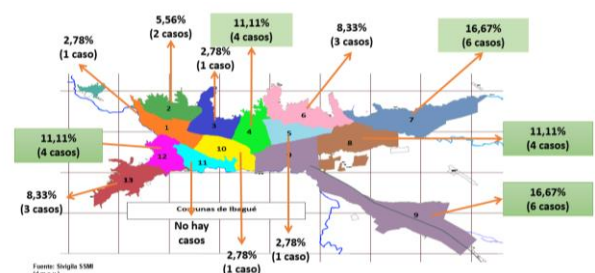 5,56%
(2 casos)
11,11%
(4 casos)
8,33%
(3 casos)
16,67%
(6 casos)
2,78%
(1 caso)
2,78%
(1 caso)
2
3
4
6
7
1
5
11,11%
(4 casos)
10
8
11,11%
(4 casos)
12
11
13
8,33%
(3 casos)
Comunas de Ibagué
9
16,67%
(6 casos)
No hay
casos
2,78%
(1 caso)
2,78%
(1 caso)
Fuente: Sivigila SSMI